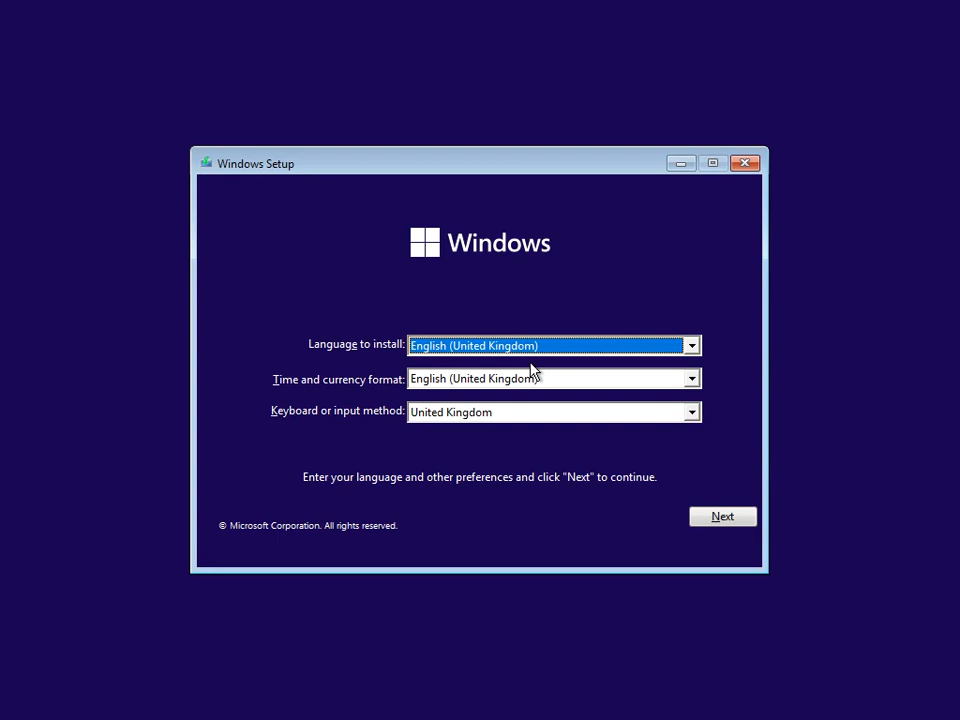 Windows Setup
Windows
Language to install: English (United Kingdom)
Time and currency format: English (United Kingdom)
Keyboard or input method: United Kingdom
Enter your language and other preferences and click "Next" to continue.
Next
© Microsoft Corporation. All rights reserved.